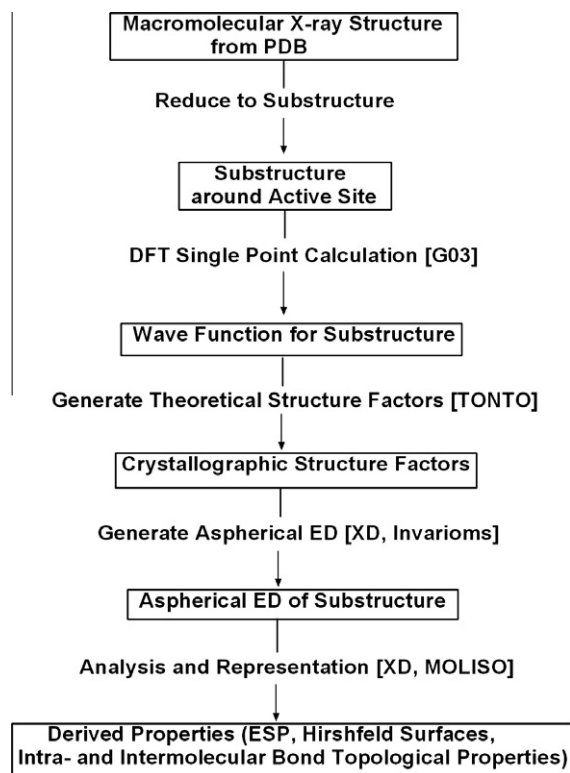 Macromolecular X-ray Structure
from PDB
Reduce to Substructure
Substructure
around Active Site
DFT Single Point Calculation [G03]
Wave Function for Substructure
Generate Theoretical Structure Factors [TONTO]
Crystallographic Structure Factors
Generate Aspherical ED [XD, Invarioms]
Aspherical ED of Substructure
Analysis and Representation [XD, MOLISO]
Derived Properties (ESP, Hirshfeld Surfaces,
Intra- and Intermolecular Bond Topological Properties)